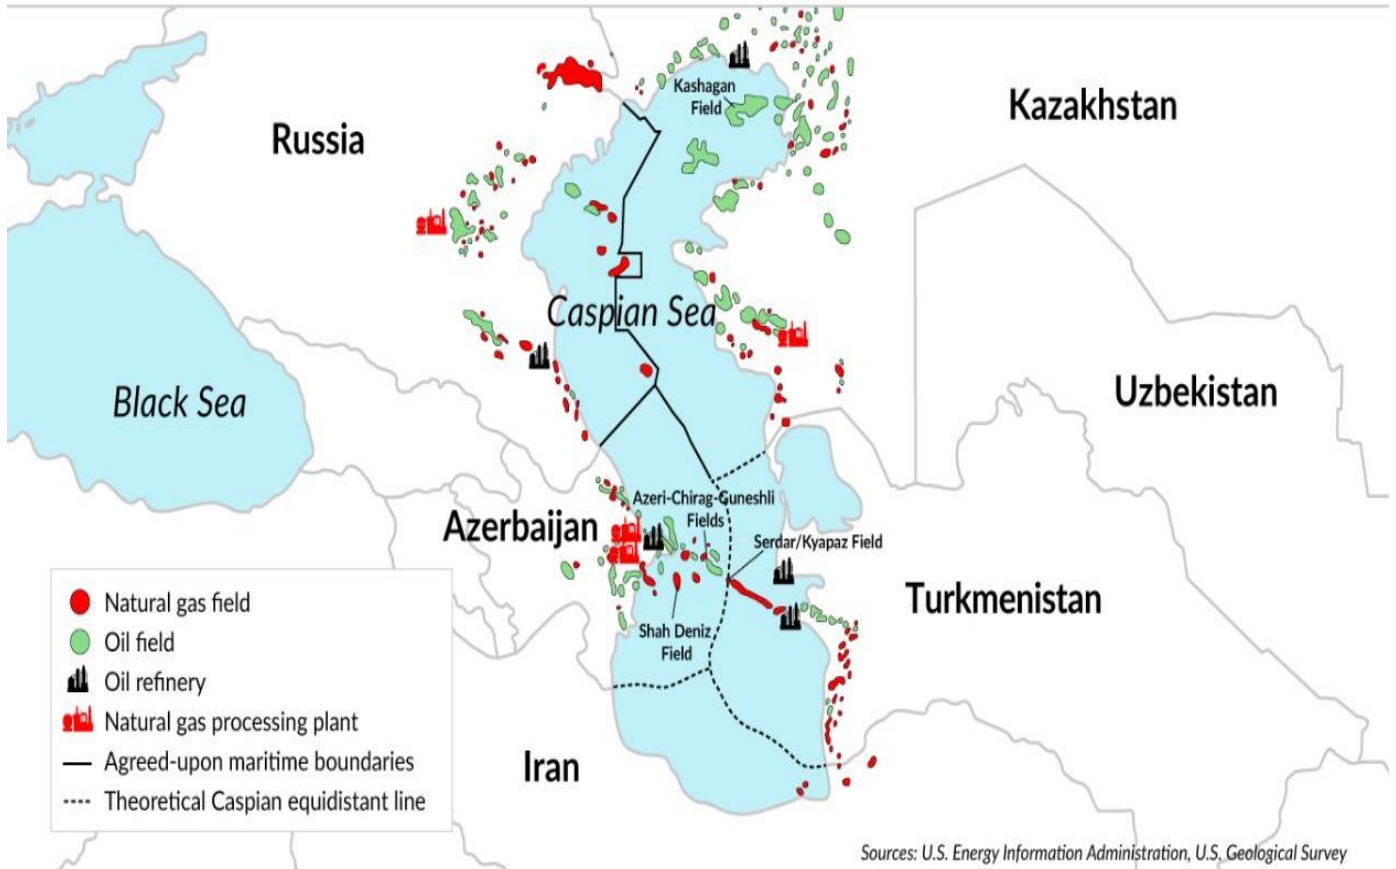 Kashagan
Field
Kazakhstan
Russia
Caspian Sea
Black Sea
Uzbekistan
Azeri-Chirag-Guneshli
Fields
Azerbaijan
Serdar/Kyapaz Field
Turkmenistan
Shah Deniz
Field
Iran
Natural gas field
Oil field
Oil refinery
Natural gas processing plant
Agreed-upon maritime boundaries
Theoretical Caspian equidistant line
Sources: U.S. Energy Information Administration, U.S. Geological Survey